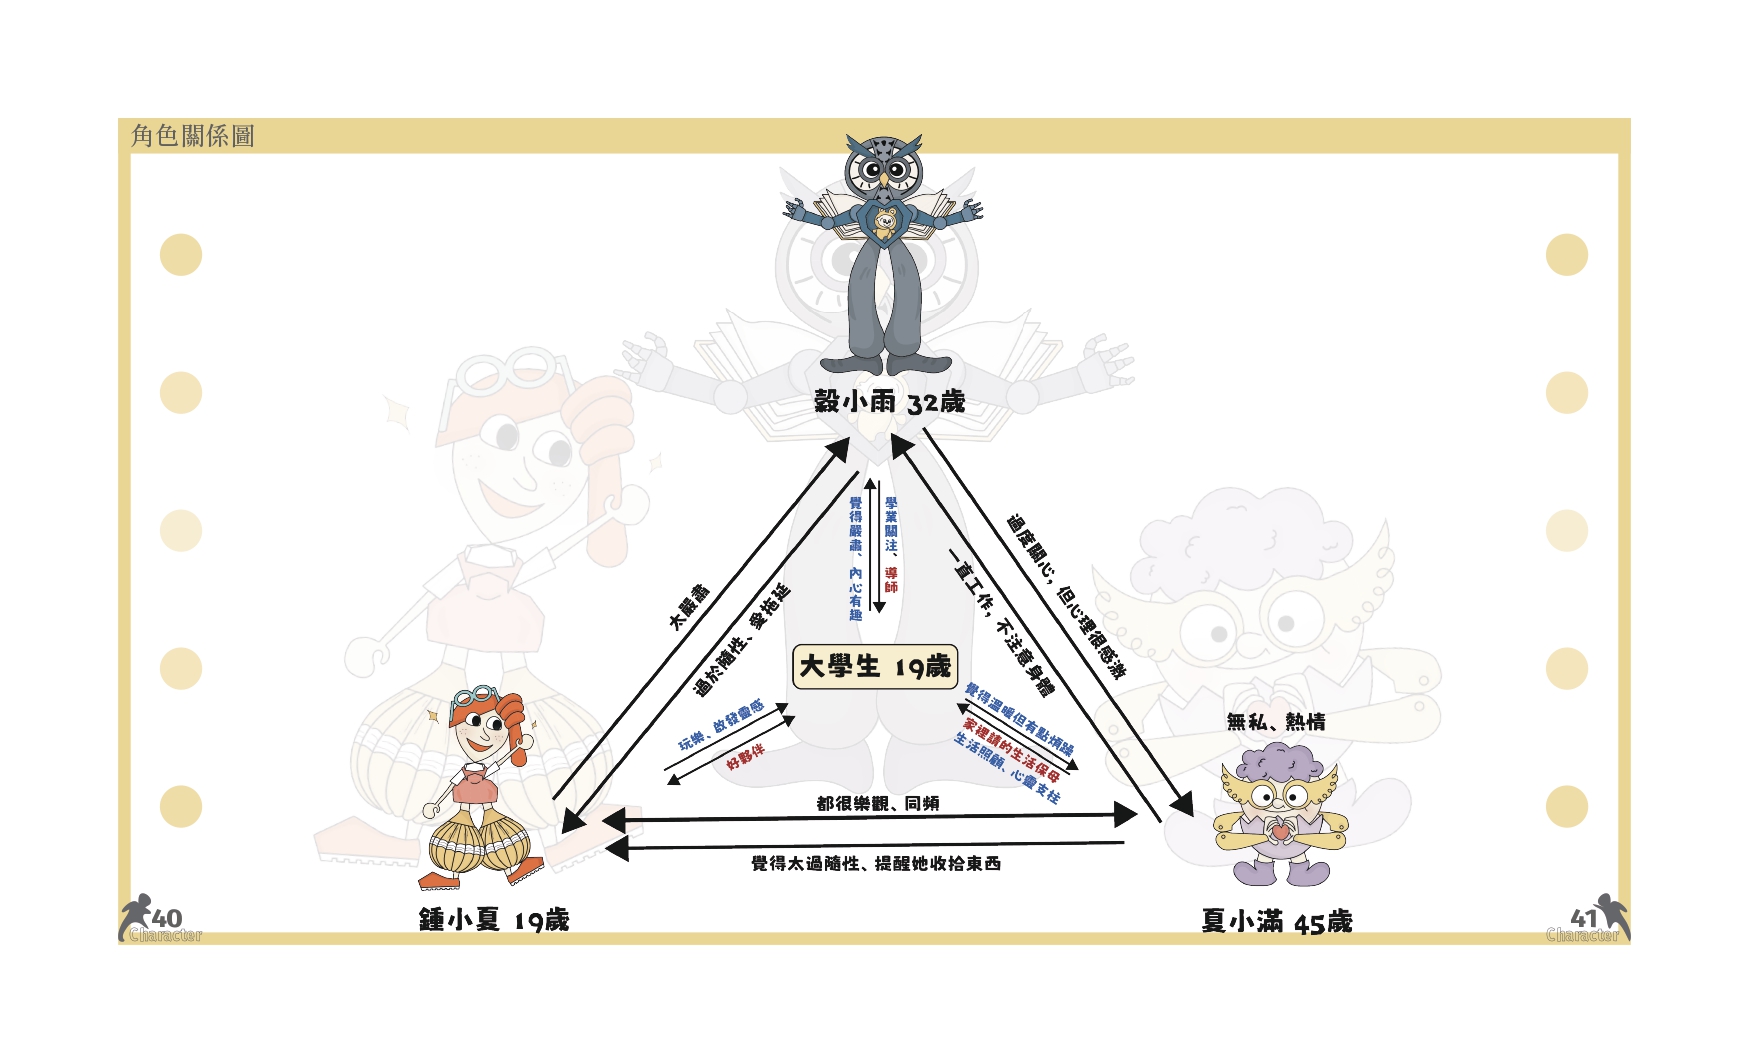 角色關係圖
穀小雨 32歲
太嚴肅
過於隨性、愛拖延
覺得嚴肅、內心有趣
學業關注、導師
一直工作，不注意身體
過度關心，但心理很感激
大學生 19歲
玩樂、啟發靈感
好夥伴
覺得溫暖但有點煩躁
家裡請的生活保母
生活照顧、心靈支柱
無私、熱情
都很樂觀、同頻
覺得太過隨性、提醒她收拾東西
鍾小夏 19歲
夏小滿 45歲
40
Character
41
Character